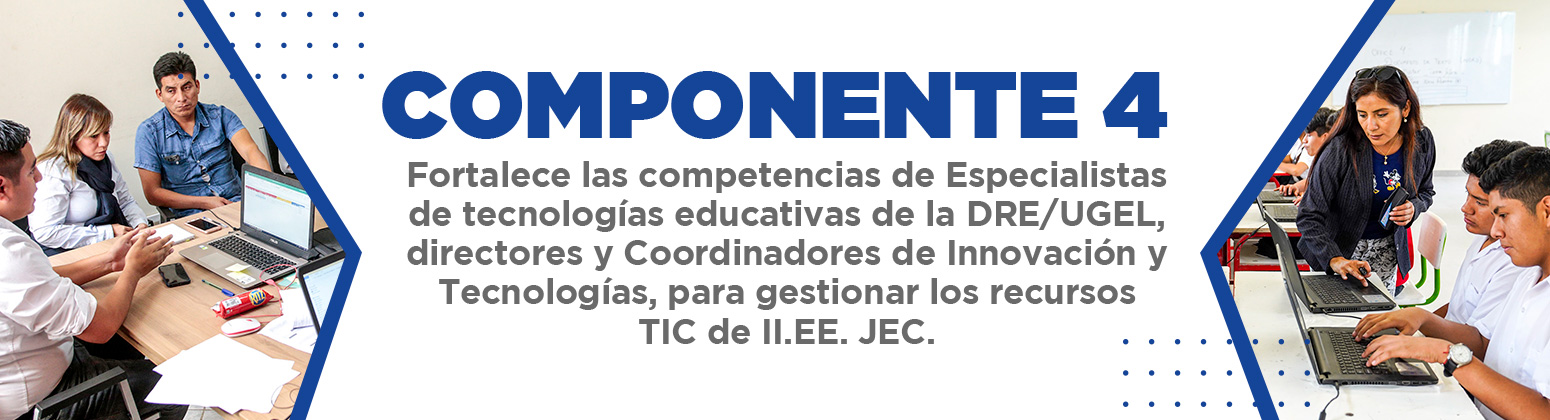 COMPONENTE 4
Fortalece las competencias de Especialistas
de tecnologías educativas de la DRE/UGEL,
directores y Coordinadores de Innovación y
Tecnologías, para gestionar los recursos
TIC de II.EE. JEC.